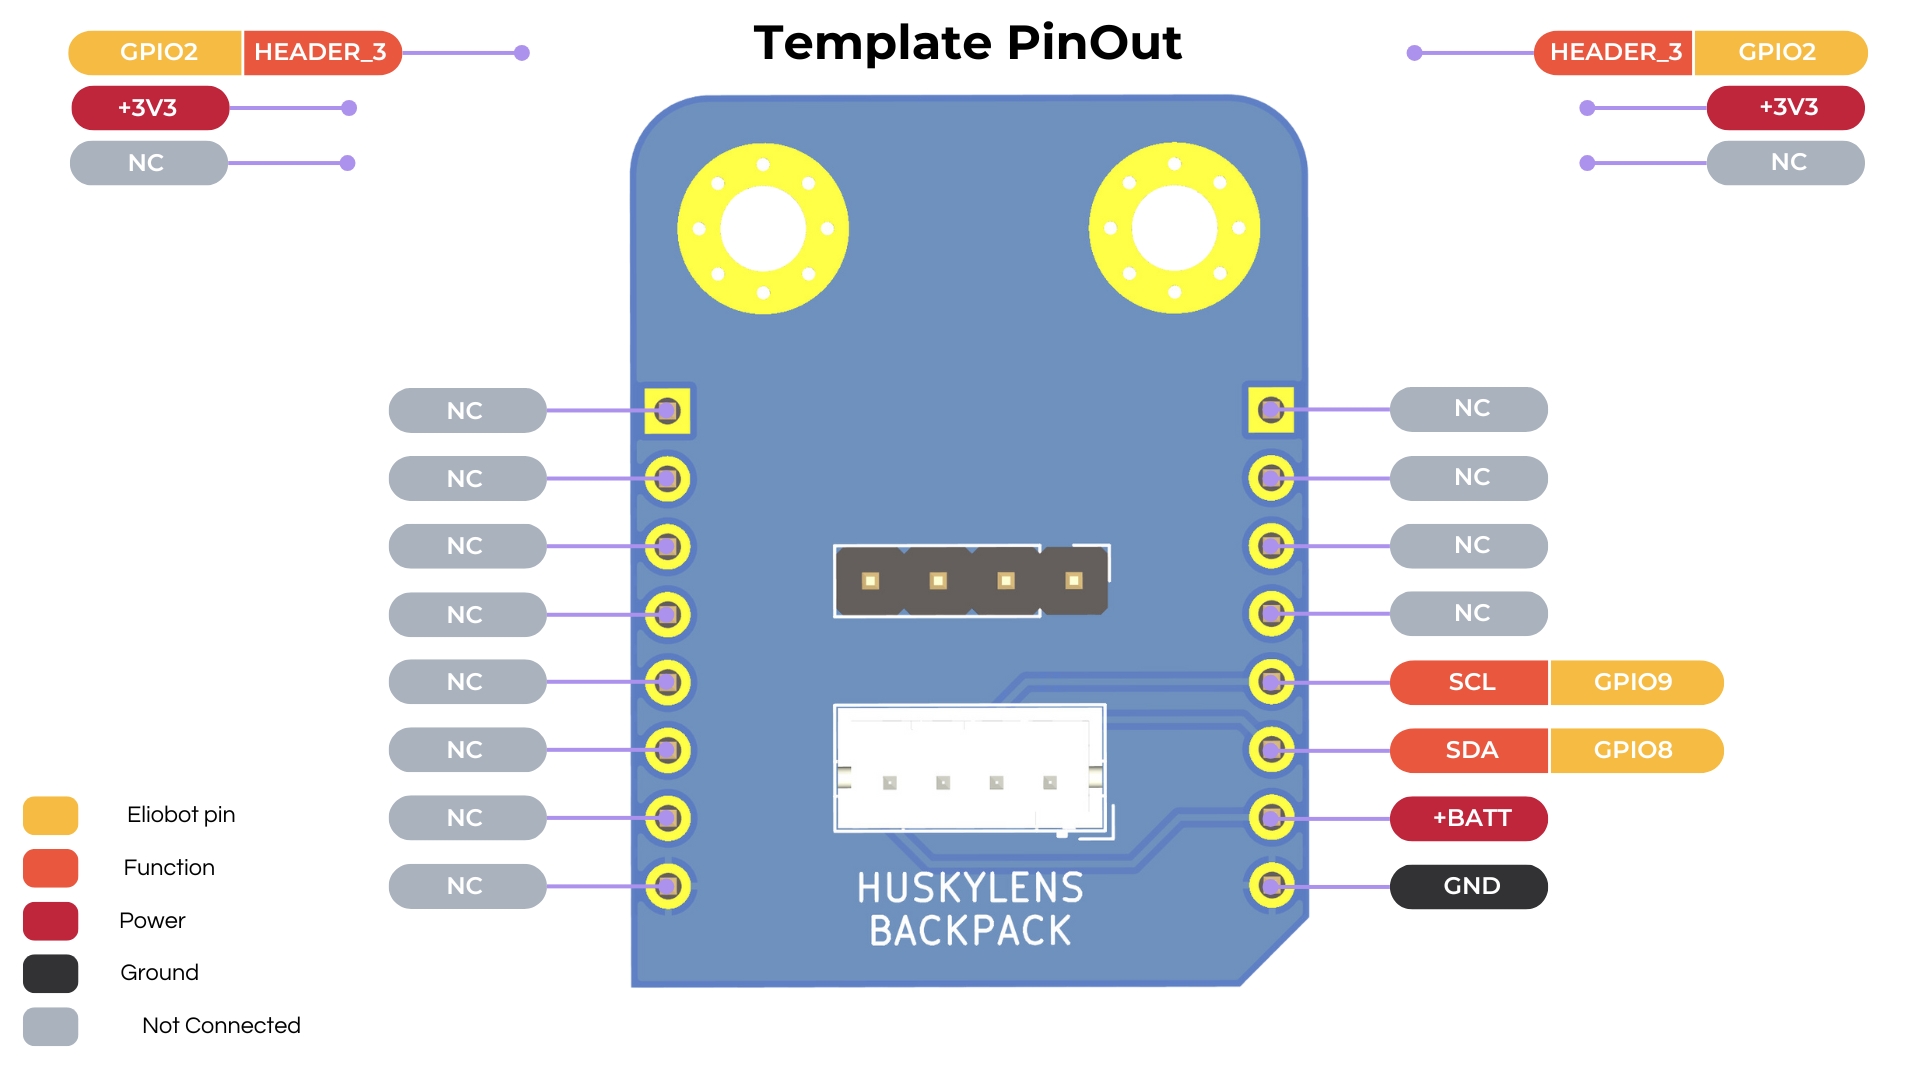 Template PinOut
GPIO2 HEADER_3
+3V3
NC
HEADER_3 GPIO2
+3V3
NC
NC
NC
NC
NC
NC
NC
NC
NC
NC
NC
NC
NC
SCL GPIO9
SDA GPIO8
+BATT
GND
HUSKYLENS
BACKPACK
Eliobot pin
Function
Power
Ground
Not Connected